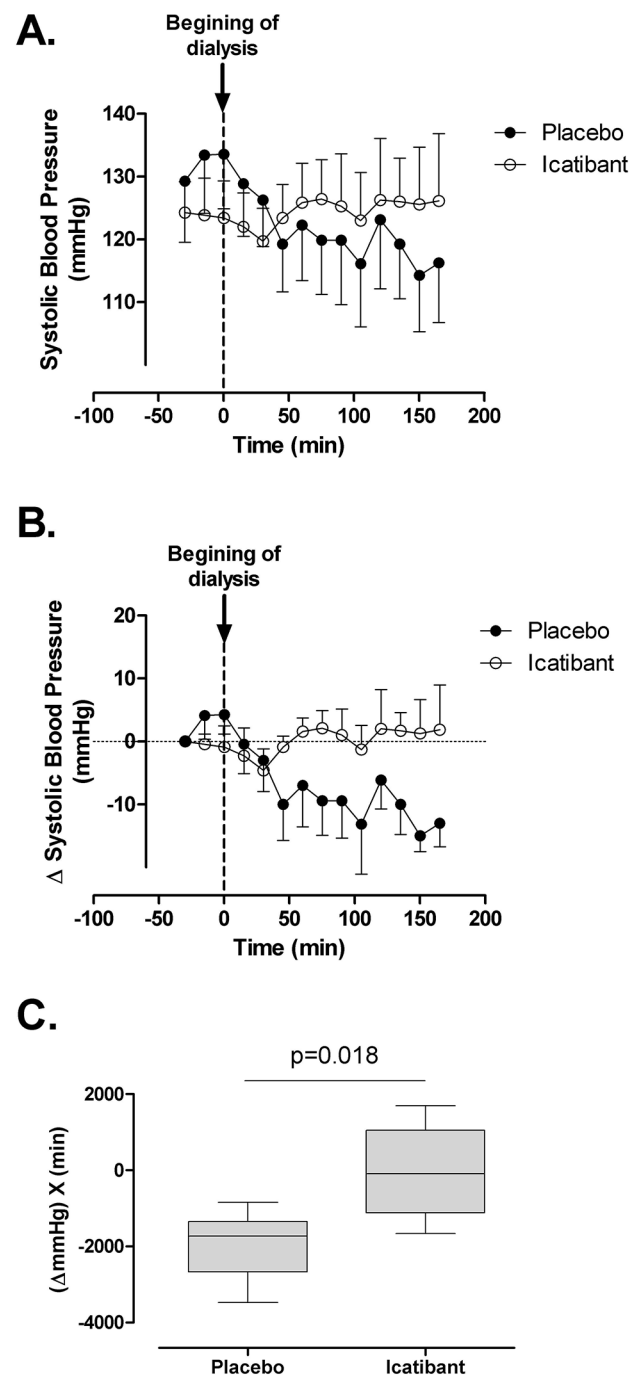 A.
Begining of
dialysis
Systolic Blood Pressure
(mmHg)
140
130
120
110
Placebo
Icatibant
-100 -50 0 50 100 150 200
Time (min)
B.
Begining of
dialysis
Δ Systolic Blood Pressure
(mmHg)
20
10
0
-10
Placebo
Icatibant
-100 -50 0 50 100 150 200
Time (min)
C.
p=0.018
(ΔmmHg) X (min)
2000
0
-2000
-4000
Placebo Icatibant